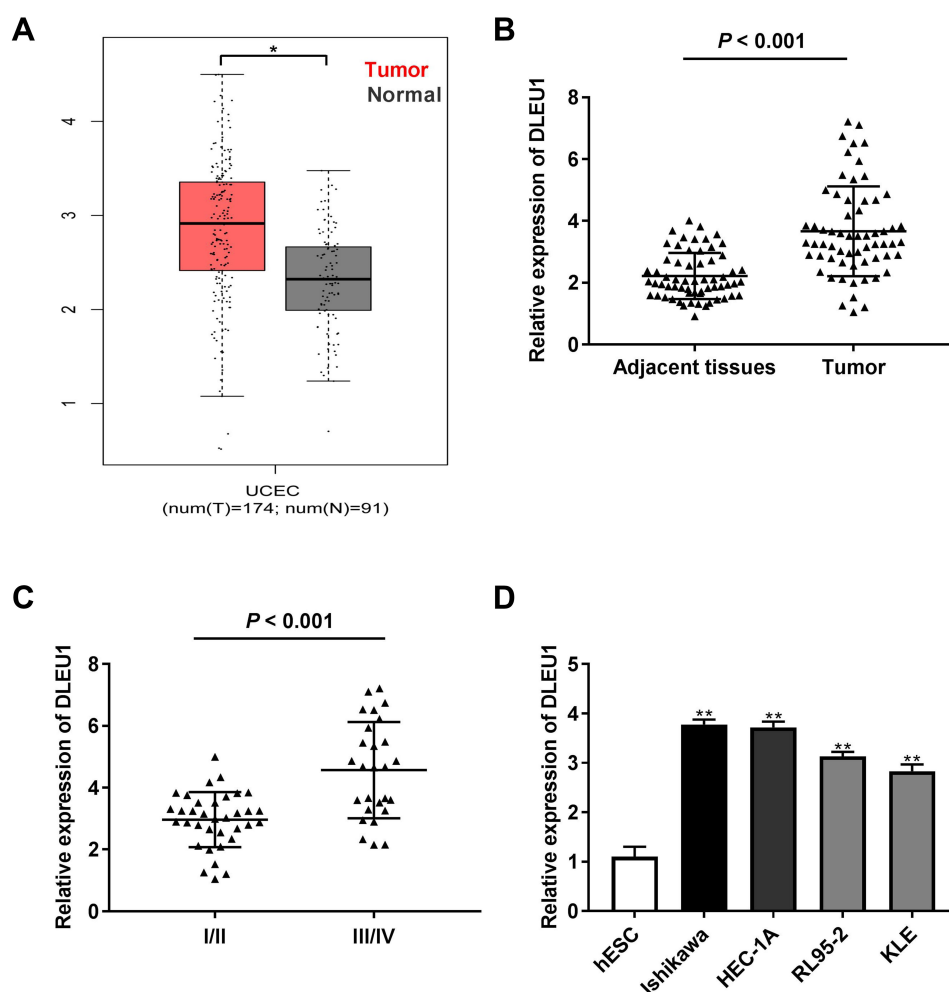 A
*
Tumor
Normal
4
3
2
1
UCEC
(num(T)=174; num(N)=91)
B
P < 0.001
Relative expression of DLEU1
8
6
4
2
0
Adjacent tissues
Tumor
C
P < 0.001
Relative expression of DLEU1
8
6
4
2
0
I/II
III/IV
D
Relative expression of DLEU1
5
4
3
2
1
0
**
**
**
**
hESC
Ishikawa
HEC-1A
RL95-2
KLE